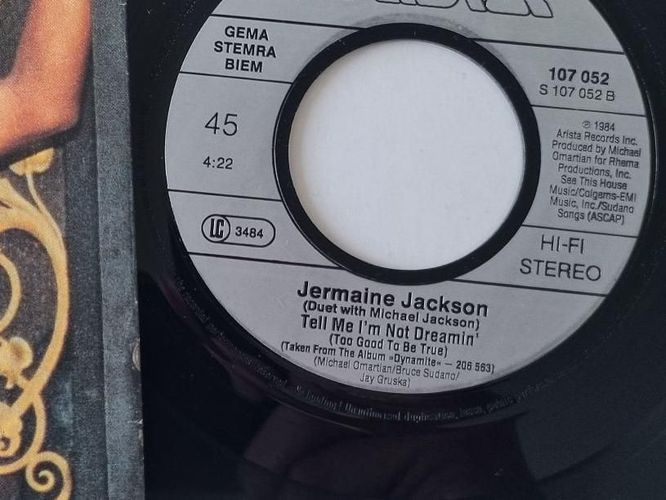 GEMA
STEMRA
BIEM
45
4:22
LC 3484
107 052
S 107 052 B
℗ 1984
Arista Records Inc.
Produced by Michael
Omartian for Rhema
Productions, Inc.
See This House
Music/Colgems-EMI
Music, Inc./Sudano
Songs (ASCAP)
HI-FI
STEREO
Jermaine Jackson
(Duet with Michael Jackson)
Tell Me I'm Not Dreamin'
(Too Good To Be True)
(Taken From The Album »Dynamite« – 206 563)
(Michael Omartian/Bruce Sudano/
Jay Gruska)
Unauthorized duplication,